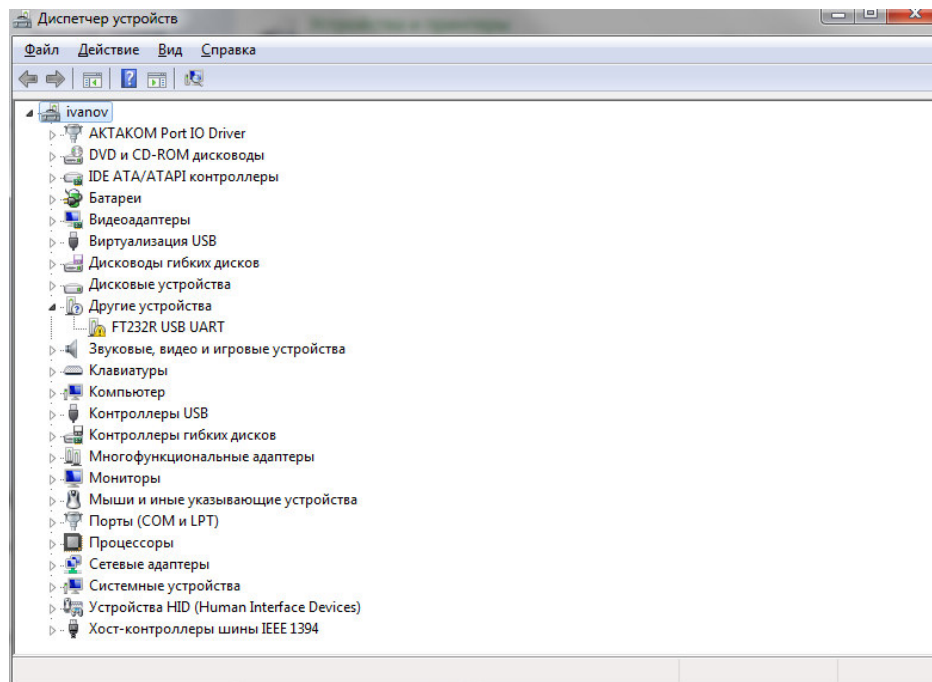 Диспетчер устройств
Устройства и принтеры
Файл Действие Вид Справка
ivanov
AKTAKOM Port IO Driver
DVD и CD-ROM дисководы
IDE ATA/ATAPI контроллеры
Батареи
Видеоадаптеры
Виртуализация USB
Дисководы гибких дисков
Дисковые устройства
Другие устройства
FT232R USB UART
Звуковые, видео и игровые устройства
Клавиатуры
Компьютер
Контроллеры USB
Контроллеры гибких дисков
Многофункциональные адаптеры
Мониторы
Мыши и иные указывающие устройства
Порты (COM и LPT)
Процессоры
Сетевые адаптеры
Системные устройства
Устройства HID (Human Interface Devices)
Хост-контроллеры шины IEEE 1394